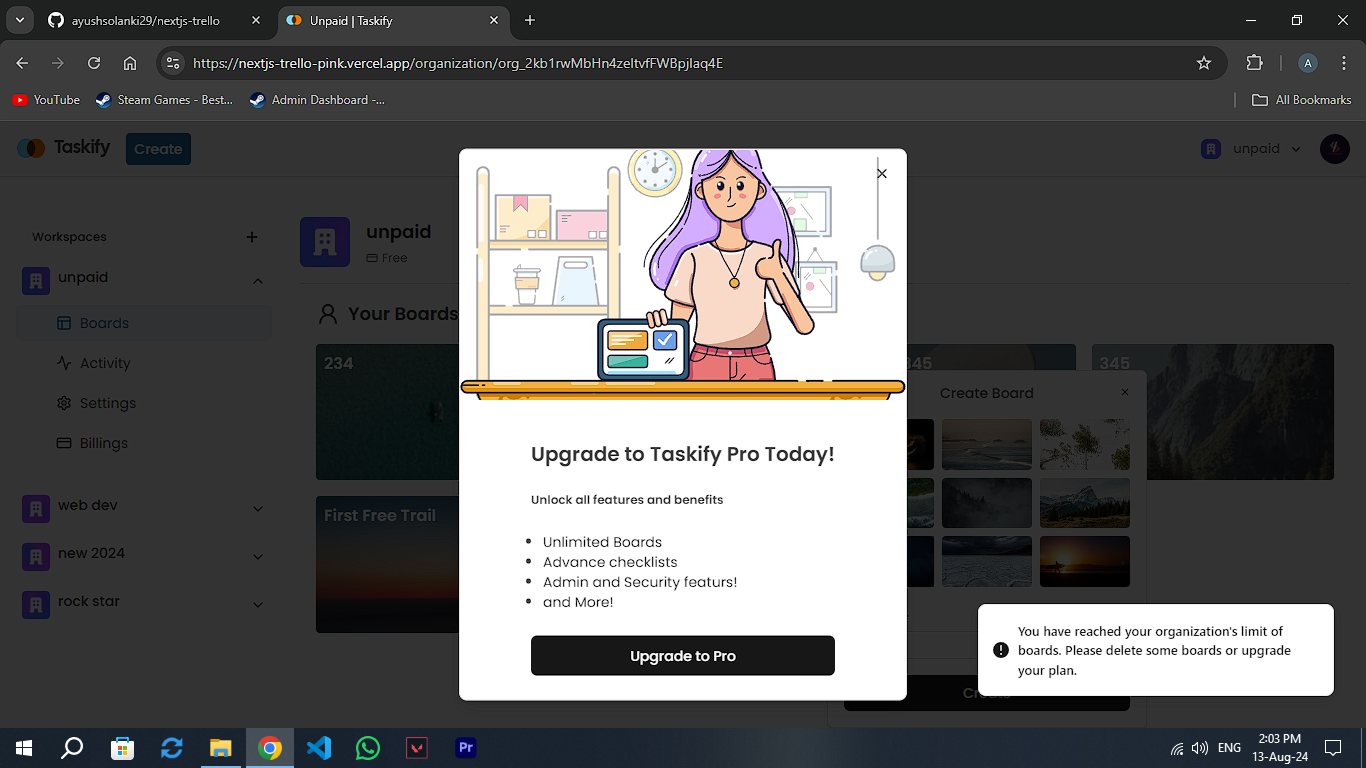 ayushsolanki29/nextjs-trello
Unpaid | Taskify
https://nextjs-trello-pink.vercel.app/organization/org_2kb1rwMbHn4zeItvfFWBpjIaq4E
A
YouTube
Steam Games - Best...
Admin Dashboard -...
All Bookmarks
Taskify
Create
unpaid
Workspaces
unpaid
Boards
Activity
Settings
Billings
web dev
new 2024
rock star
unpaid
Free
Your Boards
234
345
345
First Free Trail
Create Board
Create
Upgrade to Taskify Pro Today!
Unlock all features and benefits
Unlimited Boards
Advance checklists
Admin and Security featurs!
and More!
Upgrade to Pro
You have reached your organization's limit of
boards. Please delete some boards or upgrade
your plan.
Pr
ENG
2:03 PM
13-Aug-24